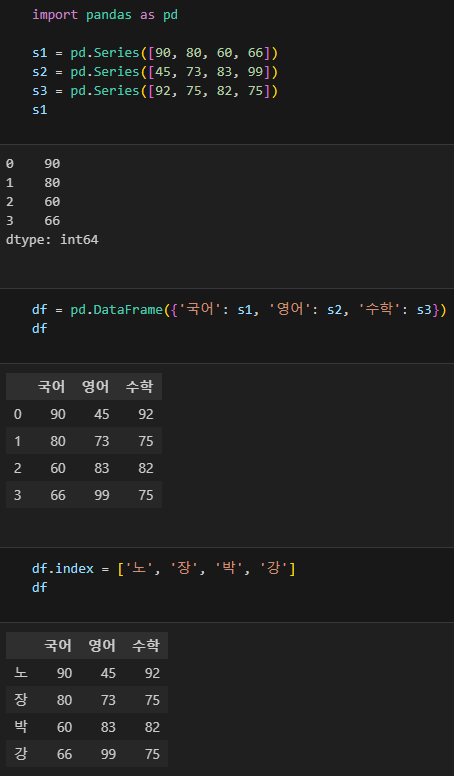 import pandas as pd
s1 = pd.Series([90, 80, 60, 66])
s2 = pd.Series([45, 73, 83, 99])
s3 = pd.Series([92, 75, 82, 75])
s1
0 90
1 80
2 60
3 66
dtype: int64
df = pd.DataFrame({'국어': s1, '영어': s2, '수학': s3})
df
국어 영어 수학
0 90 45 92
1 80 73 75
2 60 83 82
3 66 99 75
df.index = ['노', '장', '박', '강']
df
국어 영어 수학
노 90 45 92
장 80 73 75
박 60 83 82
강 66 99 75